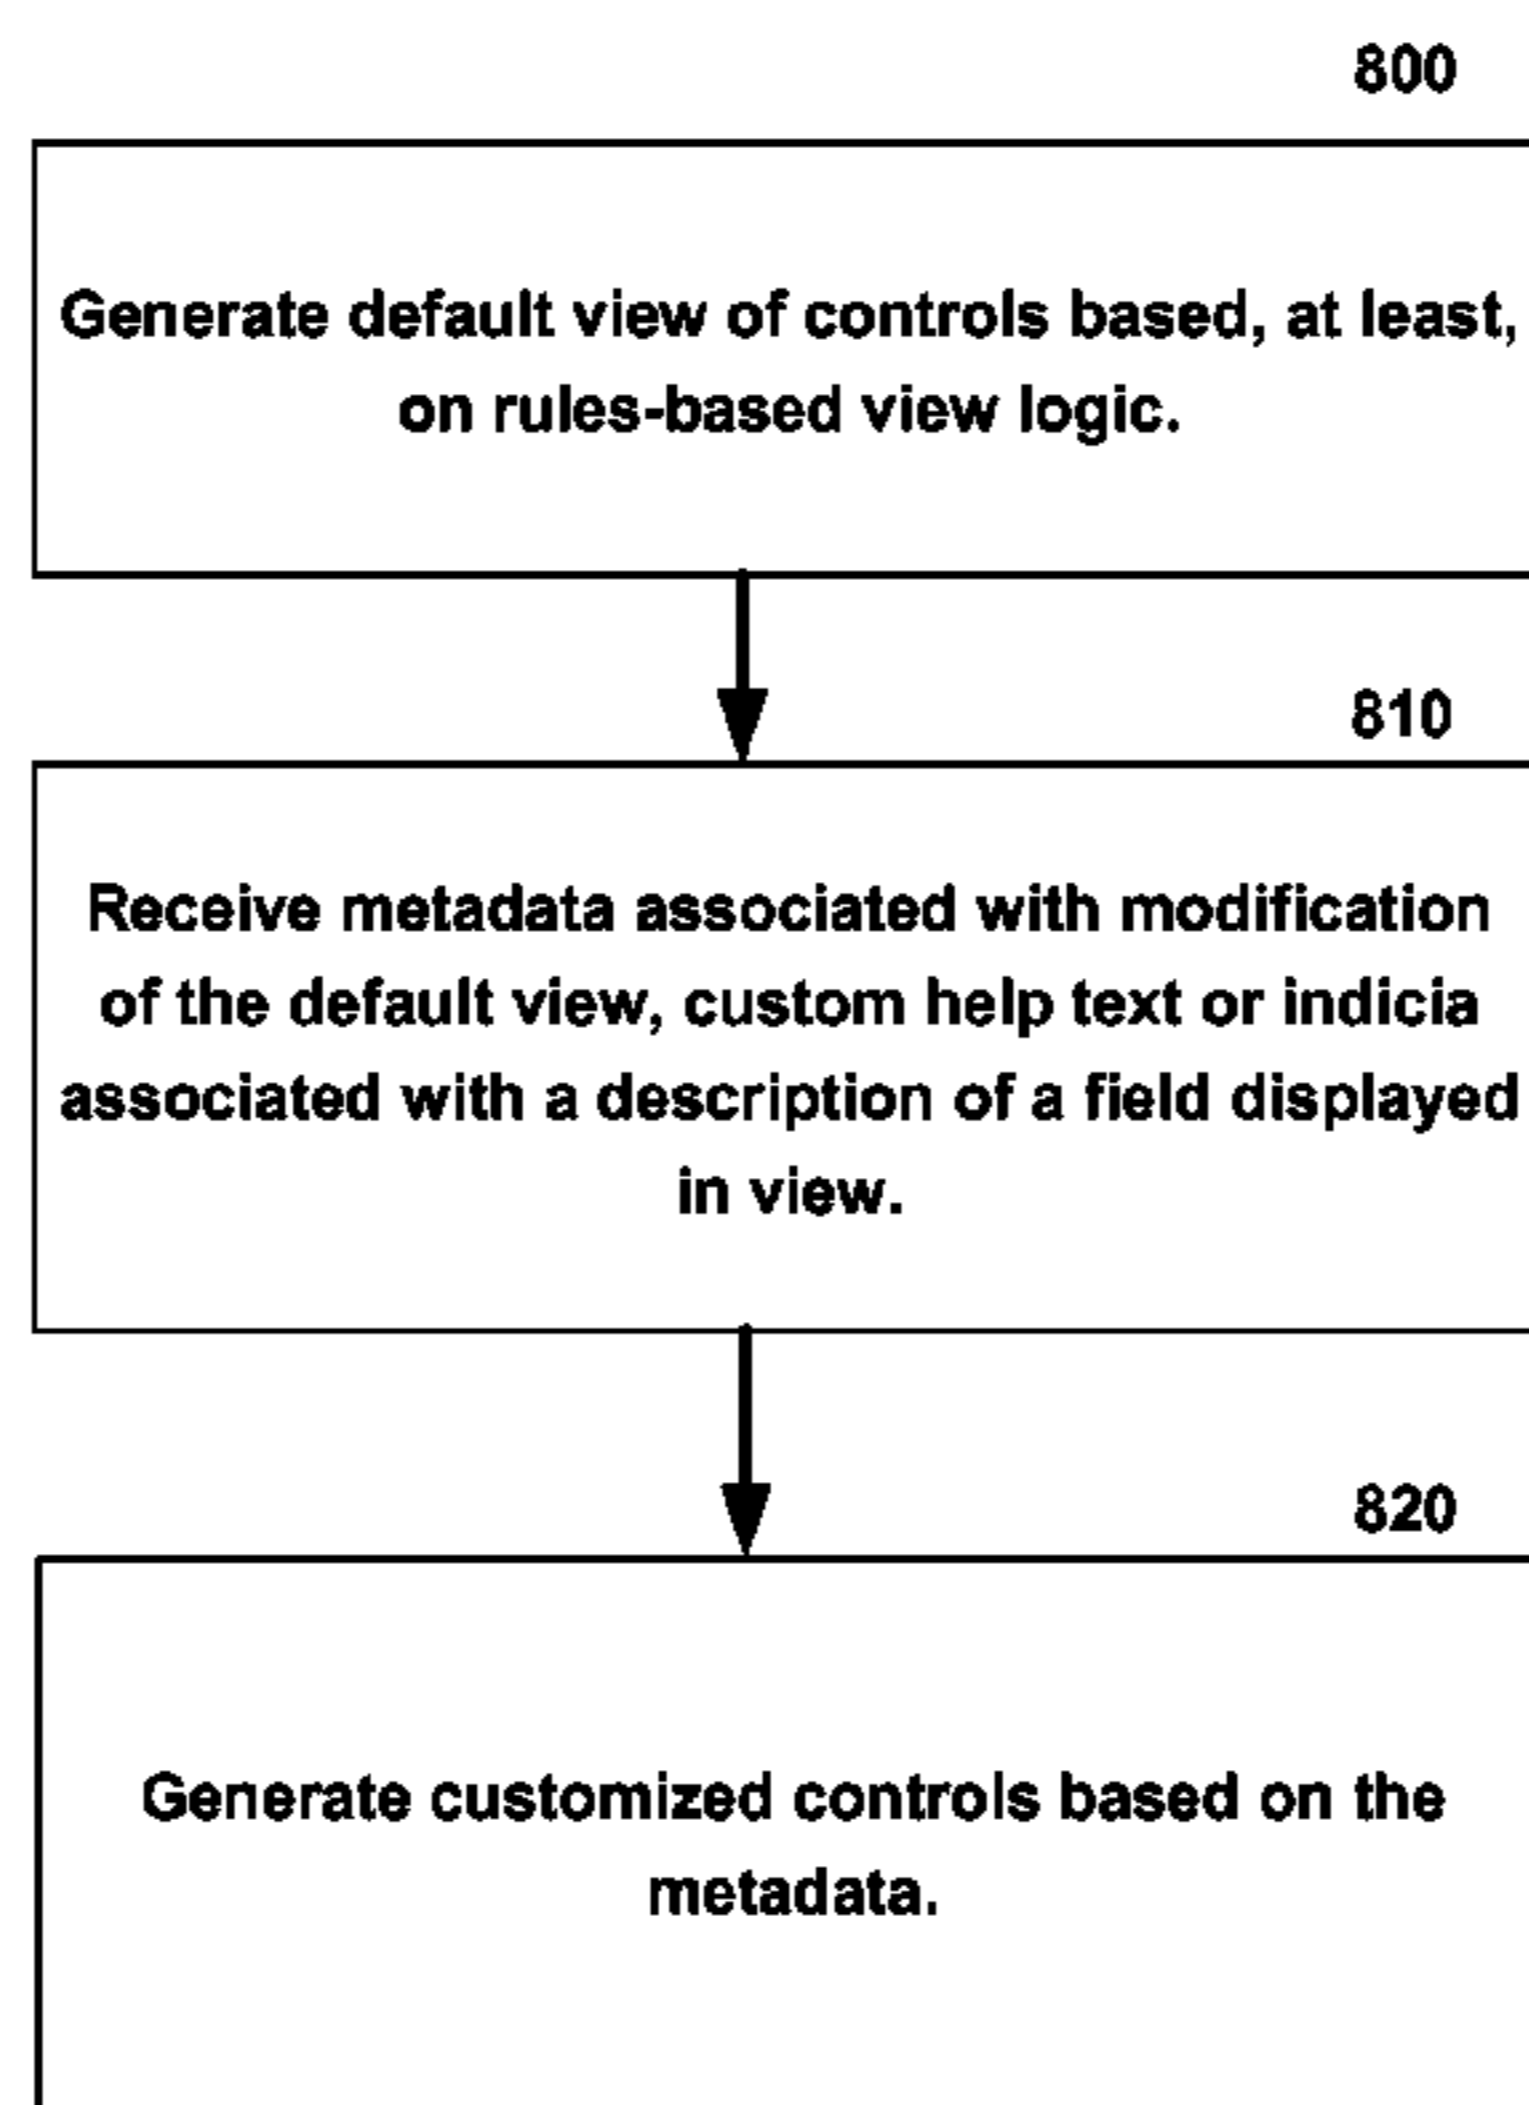 800
Generate default view of controls based, at least,
on rules-based view logic.
810
Receive metadata associated with modification
of the default view, custom help text or indicia
associated with a description of a field displayed
in view.
820
Generate customized controls based on the
metadata.